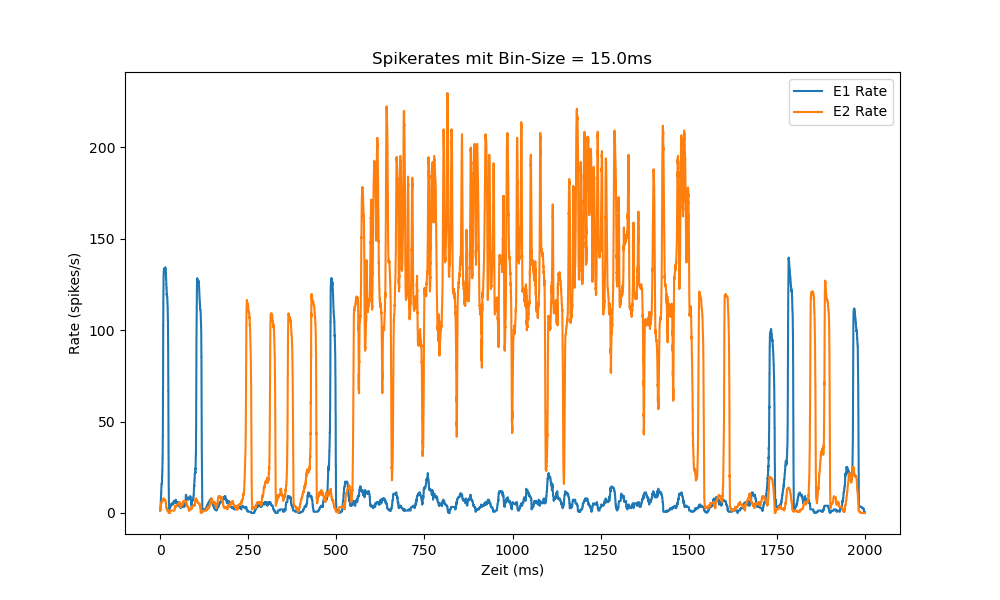 Spikerates mit Bin-Size = 15.0ms
E1 Rate
E2 Rate
Rate (spikes/s)
200
150
100
50
0
0 250 500 750 1000 1250 1500 1750 2000
Zeit (ms)